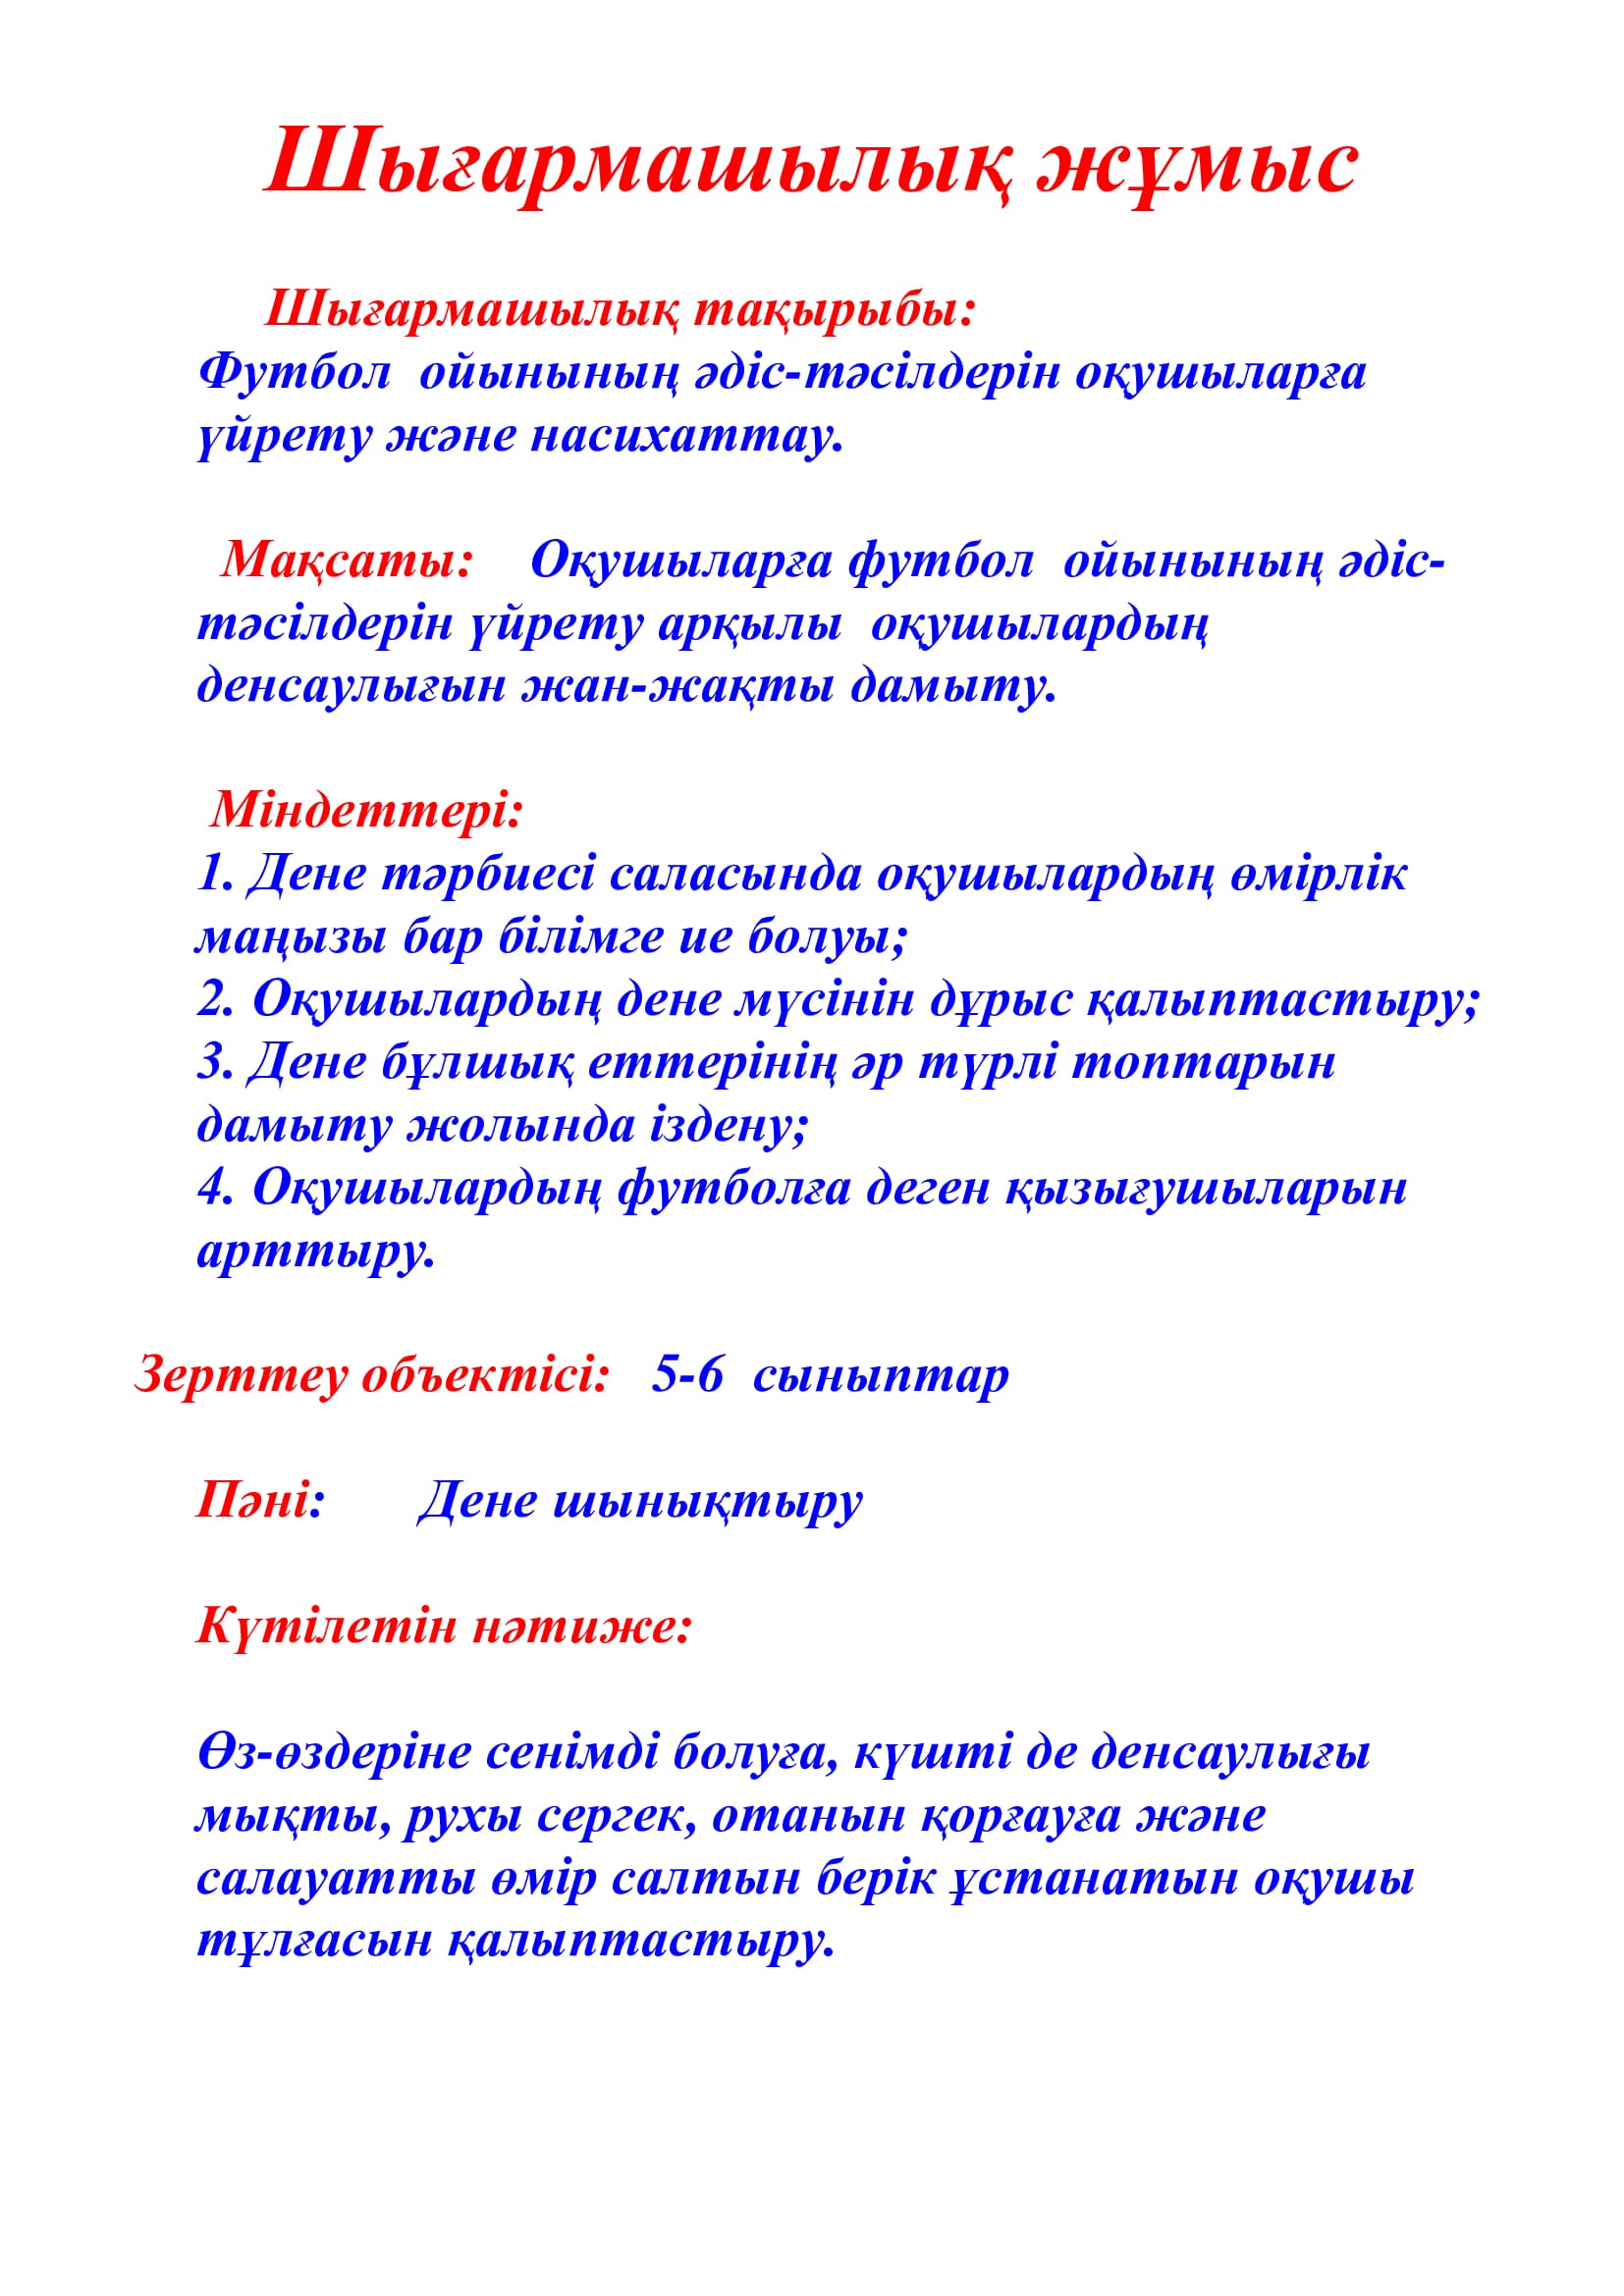 Шығармашылық жұмыс
Шығармашылық тақырыбы:
Футбол ойынының әдіс-тәсілдерін оқушыларға
үйрету және насихаттау.
Мақсаты: Оқушыларға футбол ойынының әдіс-
тәсілдерін үйрету арқылы оқушылардың
денсаулығын жан-жақты дамыту.
Міндеттері:
1. Дене тәрбиесі саласында оқушылардың өмірлік
маңызы бар білімге ие болуы;
2. Оқушылардың дене мүсінін дұрыс қалыптастыру;
3. Дене бұлшық еттерінің әр түрлі топтарын
дамыту жолында іздену;
4. Оқушылардың футболға деген қызығушыларын
арттыру.
Зерттеу объектісі: 5-6 сыныптар
Пәні: Дене шынықтыру
Күтілетін нәтиже:
Өз-өздеріне сенімді болуға, күшті де денсаулығы
мықты, рухы сергек, отанын қорғауға және
салауатты өмір салтын берік ұстанатын оқушы
тұлғасын қалыптастыру.